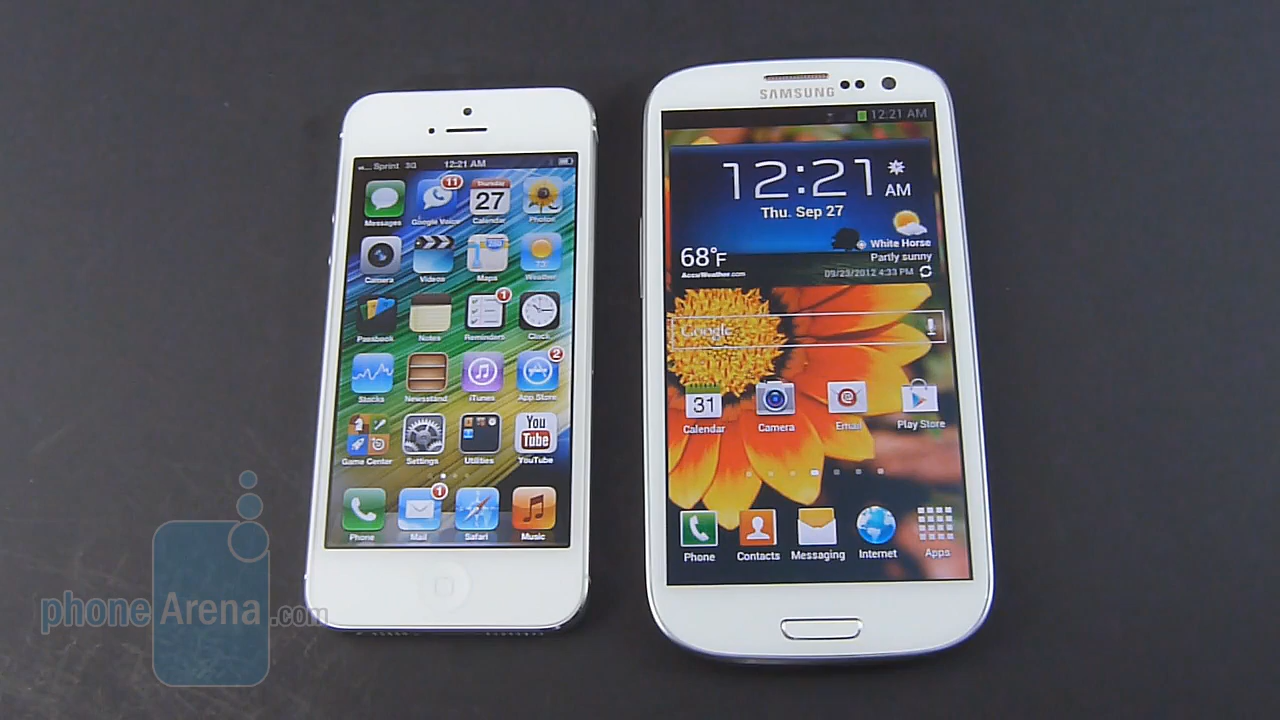 Sprint 3G 12:21 AM
11
Thursday
27
Messages Google Voice Calendar Photos
73
Camera Videos Maps Weather
1
Passbook Notes Reminders Clock
2
Stocks Newsstand iTunes App Store
You
Tube
Game Center Settings Utilities YouTube
1
Phone Mail Safari Music
SAMSUNG
12:21 AM
12:21 AM
Thu. Sep 27
68°F
AccuWeather.com
White Horse
Partly sunny
09/23/2012 4:33 PM
Google
31
Calendar Camera Email Play Store
Phone Contacts Messaging Internet Apps
phoneArena.com